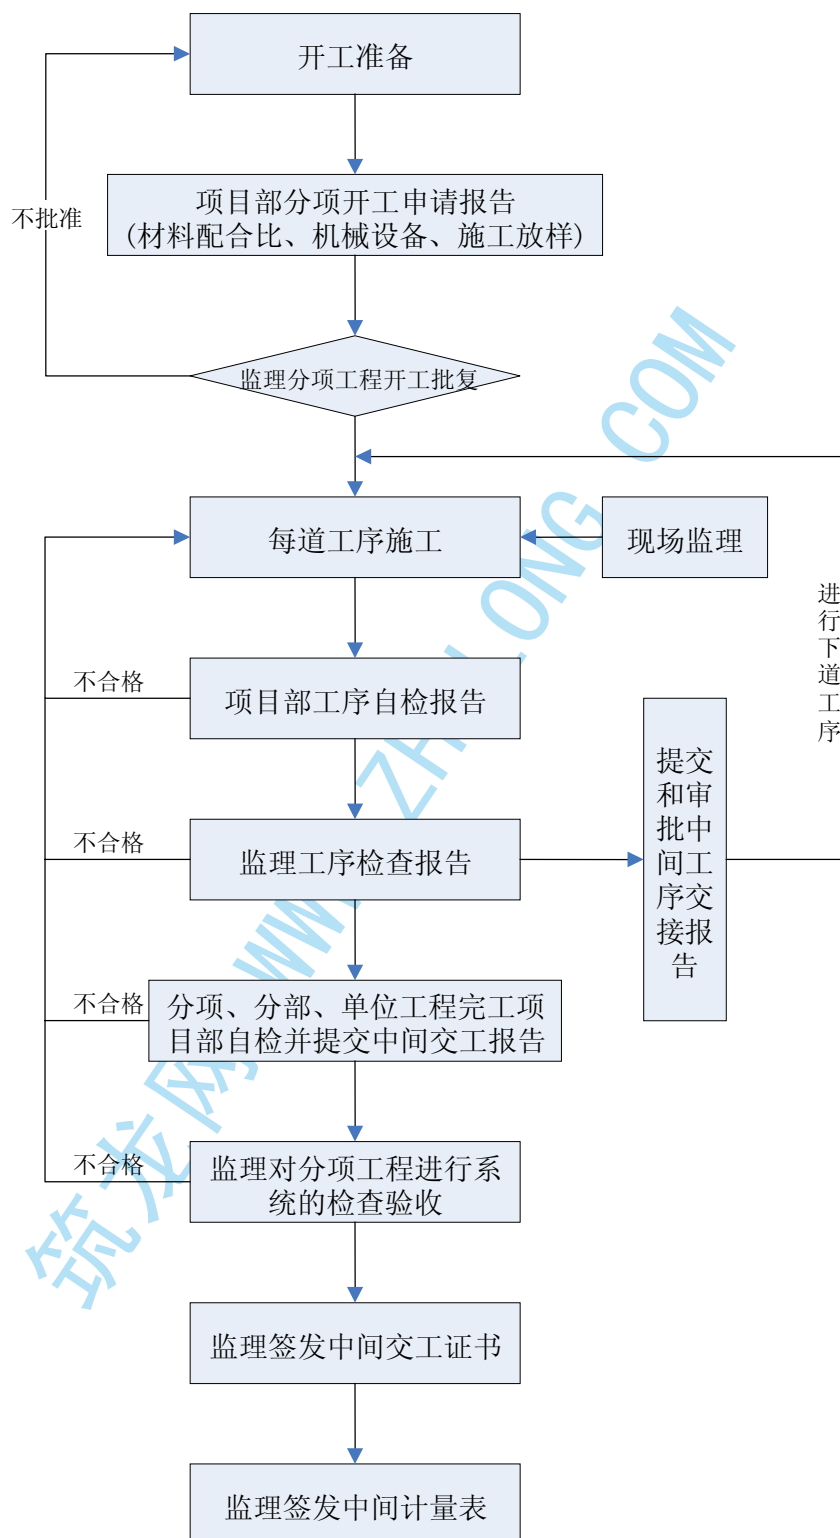 开工准备
项目部分项开工申请报告
(材料配合比、机械设备、施工放样)
不批准
监理分项工程开工批复
每道工序施工
现场监理
进行下道工序
不合格
项目部工序自检报告
提交和审批中间工序交接报告
不合格
监理工序检查报告
不合格
分项、分部、单位工程完工项
目部自检并提交中间交工报告
不合格
监理对分项工程进行系
统的检查验收
监理签发中间交工证书
监理签发中间计量表